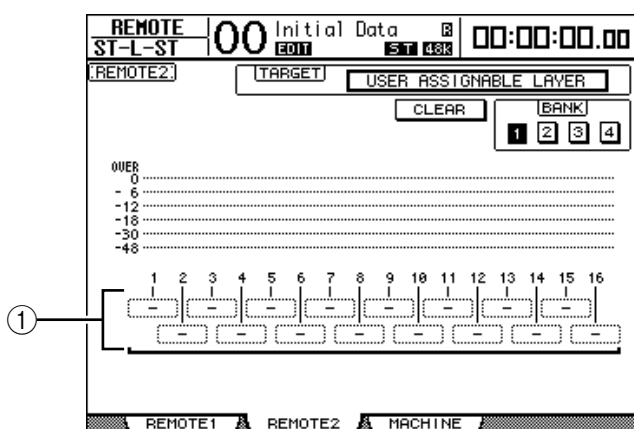 REMOTE
ST-L-ST
00 Initial Data R
EDIT ST 48K
00:00:00.00
REMOTE2
TARGET
USER ASSIGNABLE LAYER
CLEAR
BANK
1 2 3 4
OVER
0
- 6
-12
-18
-30
-48
1 2 3 4 5 6 7 8 9 10 11 12 13 14 15 16
- - - - - - - -
- - - - - - - -
1
REMOTE1 REMOTE2 MACHINE